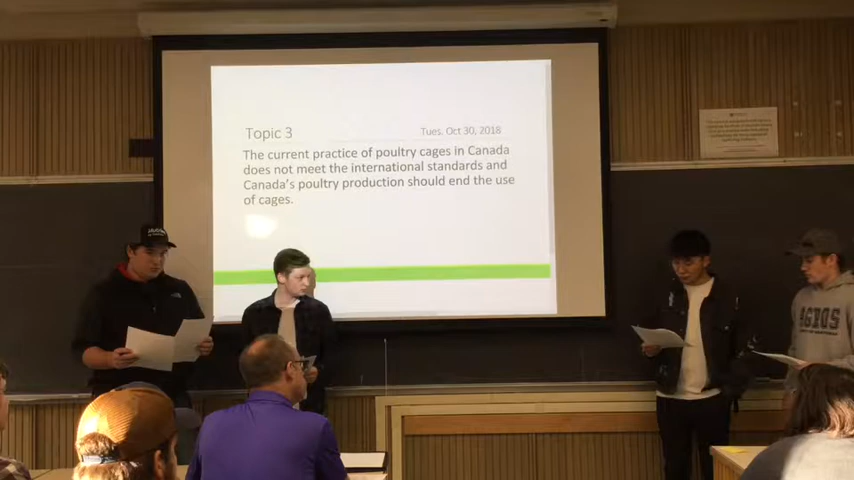 Topic 3
Tues. Oct 30, 2018
The current practice of poultry cages in Canada
does not meet the international standards and
Canada's poultry production should end the use
of cages.
AGEDS